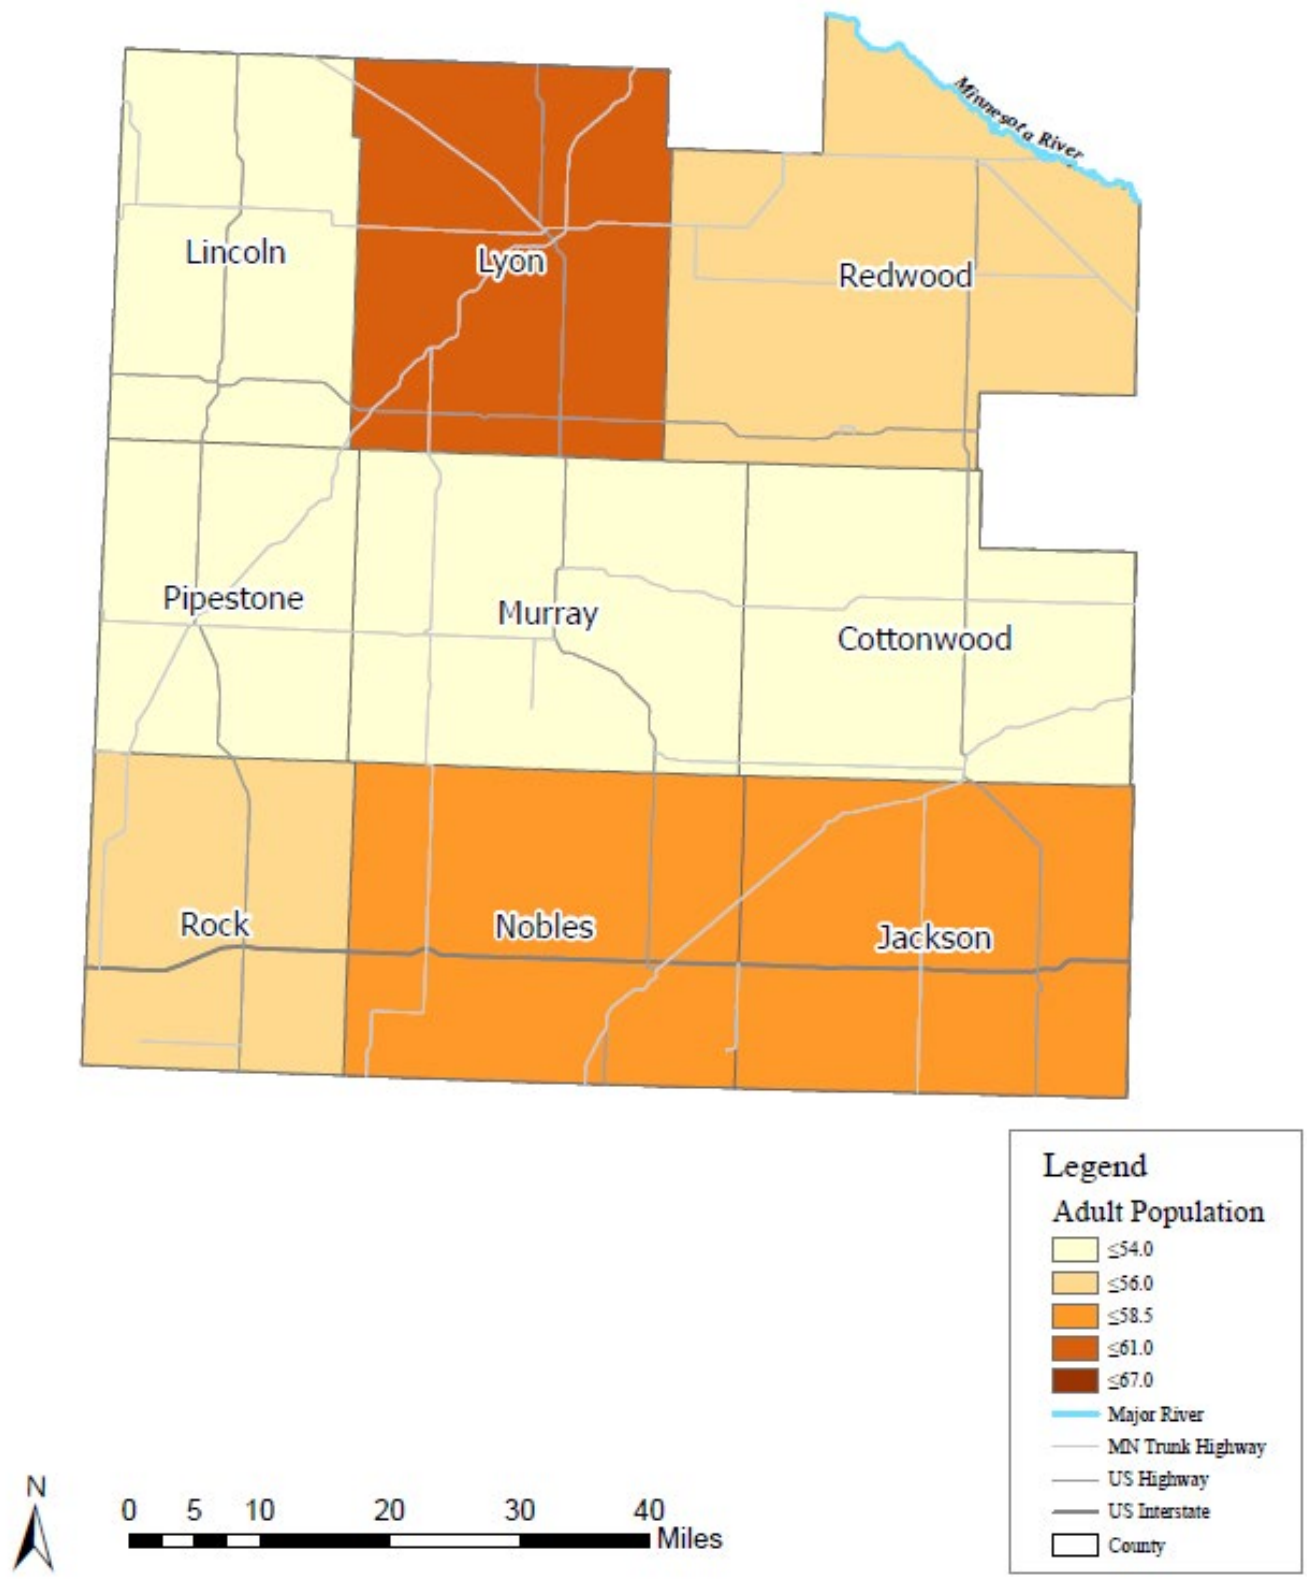 Minnesota River
Lincoln
Lyon
Redwood
Pipestone
Murray
Cottonwood
Rock
Nobles
Jackson
Legend
Adult Population
≤54.0
≤56.0
≤58.5
≤61.0
≤67.0
Major River
MN Trunk Highway
US Highway
US Interstate
County
N
0 5 10 20 30 40
Miles